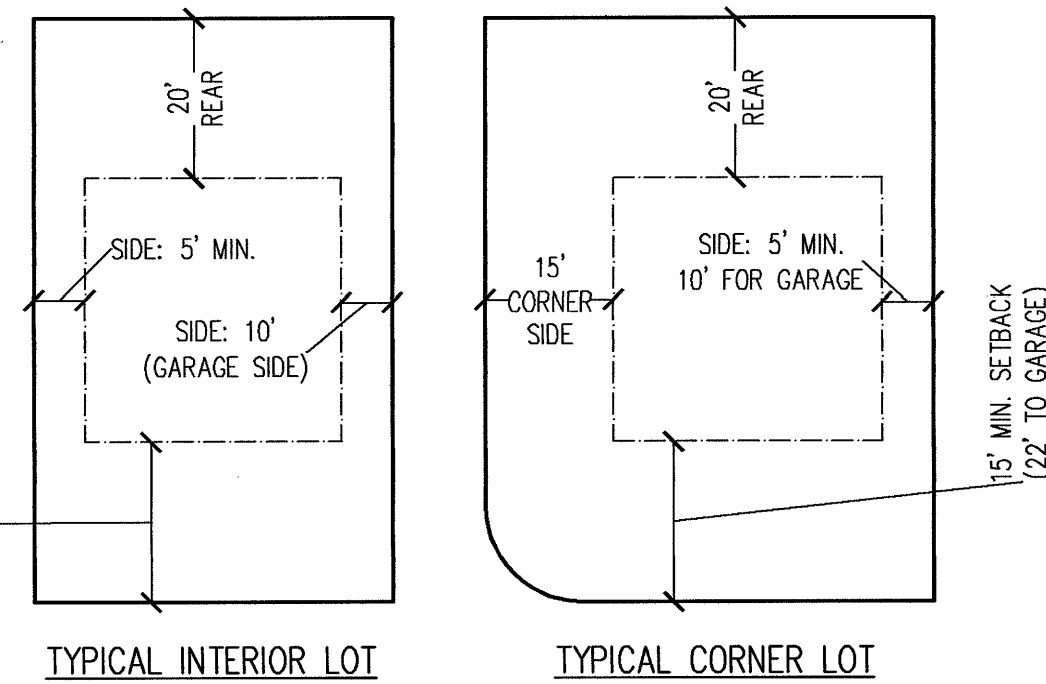 20'
REAR
SIDE: 5' MIN.
SIDE: 10'
(GARAGE SIDE)
TYPICAL INTERIOR LOT
20'
REAR
15'
CORNER
SIDE
SIDE: 5' MIN.
10' FOR GARAGE
15' MIN. SETBACK
(22' TO GARAGE)
TYPICAL CORNER LOT